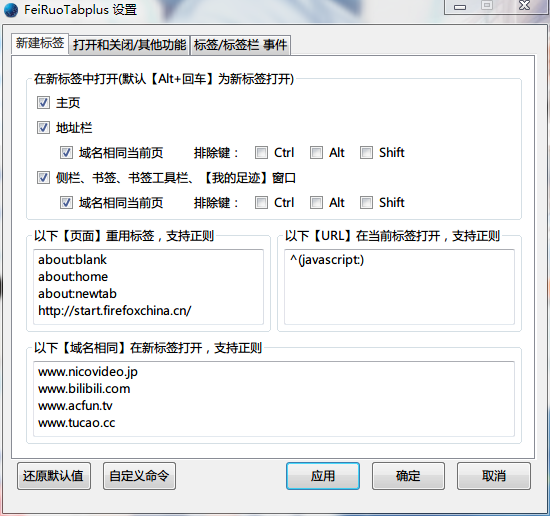 FeiRuoTabplus 设置
新建标签 打开和关闭/其他功能 标签/标签栏 事件
在新标签中打开(默认【Alt+回车】为新标签打开)
主页
地址栏
域名相同当前页 排除键： Ctrl Alt Shift
侧栏、书签、书签工具栏、【我的足迹】窗口
域名相同当前页 排除键： Ctrl Alt Shift
以下【页面】重用标签，支持正则
about:blank
about:home
about:newtab
http://start.firefoxchina.cn/
以下【URL】在当前标签打开，支持正则
^(javascript:)
以下【域名相同】在新标签打开，支持正则
www.nicovideo.jp
www.bilibili.com
www.acfun.tv
www.tucao.cc
还原默认值 自定义命令 应用 确定 取消